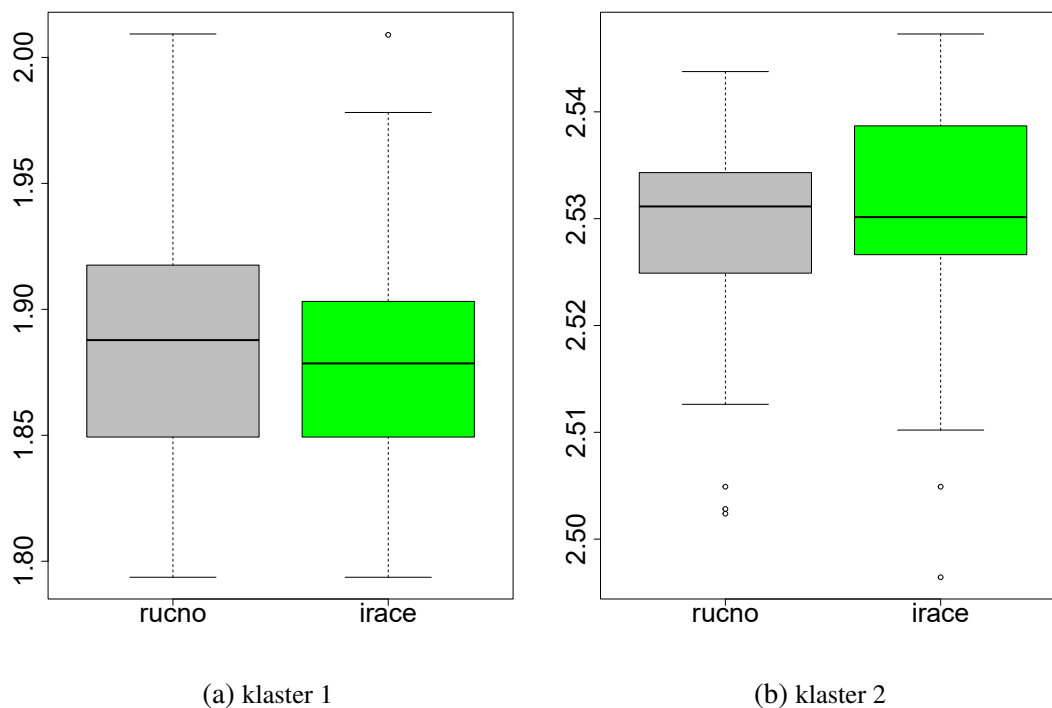 2.00
1.95
1.90
1.85
1.80
rucno irace
2.54
2.53
2.52
2.51
2.50
rucno irace
(a) klaster 1
(b) klaster 2